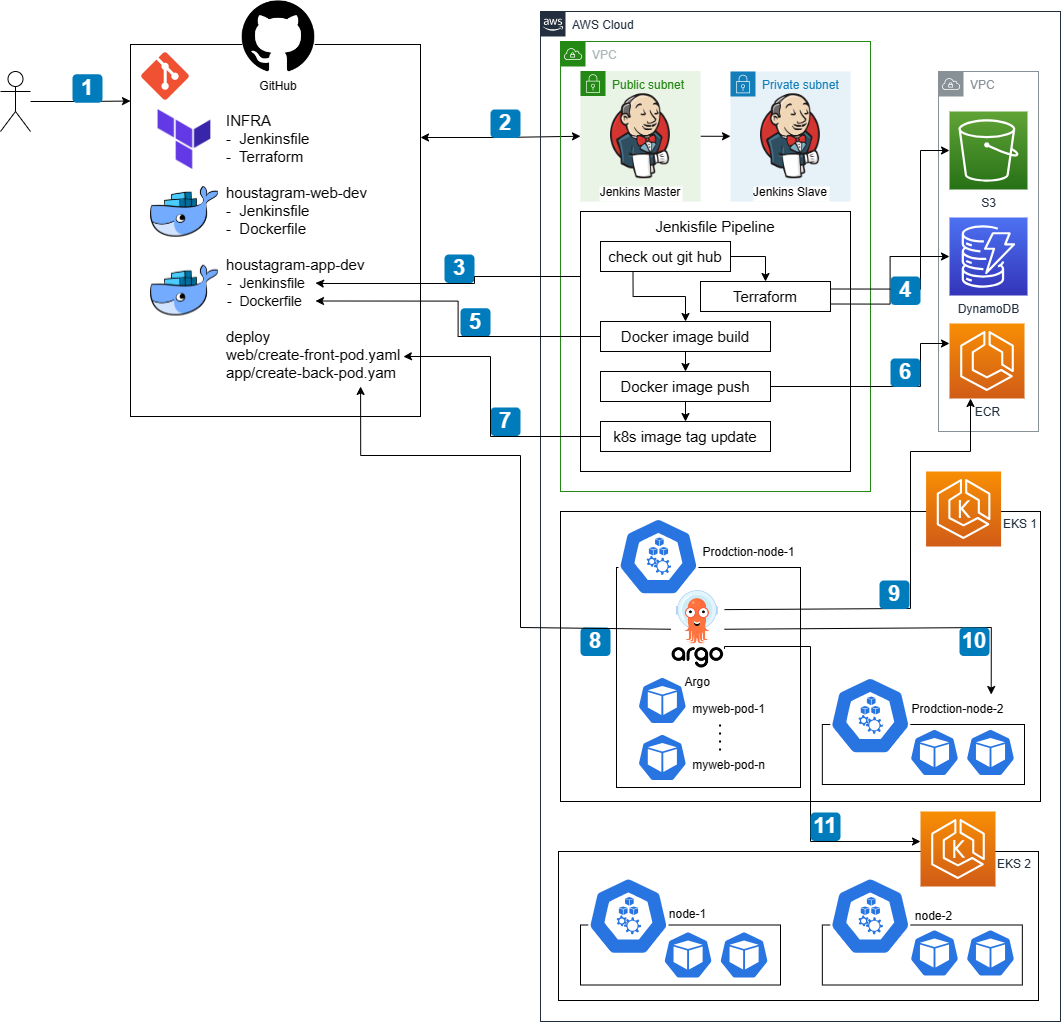 aws
AWS Cloud
1
GitHub
INFRA
- Jenkinsfile
- Terraform
houstagram-web-dev
- Jenkinsfile
- Dockerfile
houstagram-app-dev
- Jenkinsfile
- Dockerfile
deploy
web/create-front-pod.yaml
app/create-back-pod.yam
2
3
5
7
VPC
Public subnet
Private subnet
Jenkins Master
Jenkins Slave
Jenkisfile Pipeline
check out git hub
Terraform
Docker image build
Docker image push
k8s image tag update
4
6
VPC
S3
DynamoDB
ECR
K
EKS 1
Prodction-node-1
8
9
10
argo
Argo
myweb-pod-1
myweb-pod-n
Prodction-node-2
11
K
EKS 2
node-1
node-2